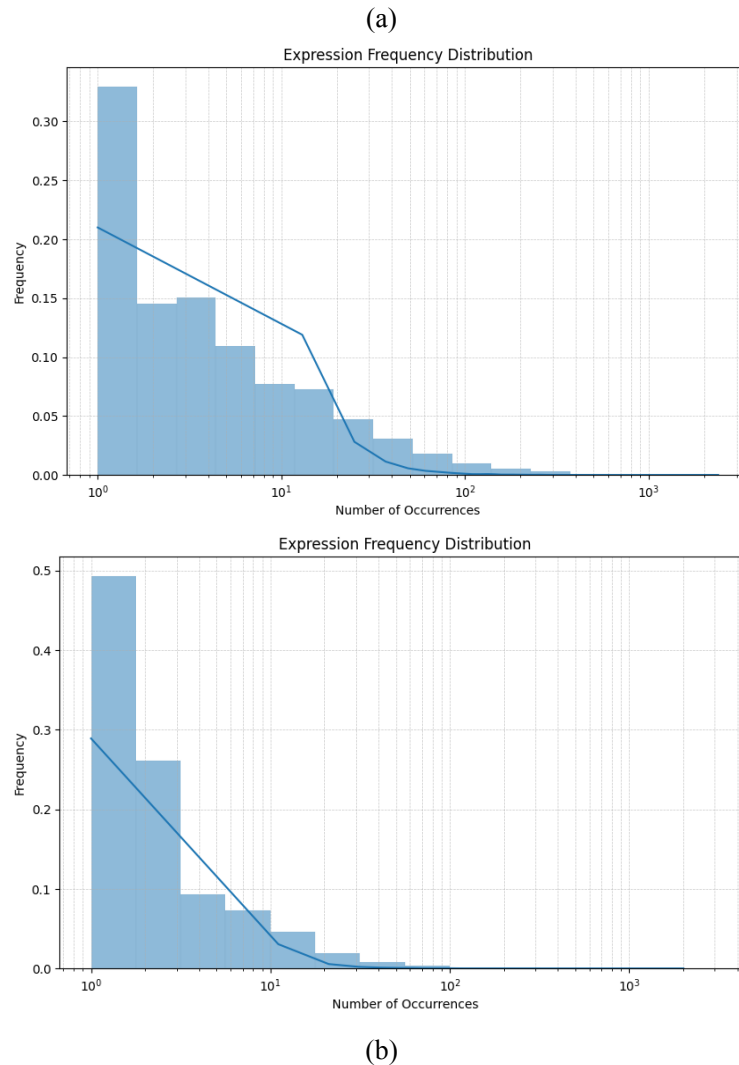 (a)
Expression Frequency Distribution
0.30
0.25
0.20
0.15
0.10
0.05
0.00
Frequency
10⁰ 10¹ 10² 10³
Number of Occurrences
Expression Frequency Distribution
0.5
0.4
0.3
0.2
0.1
0.0
Frequency
10⁰ 10¹ 10² 10³
Number of Occurrences
(b)